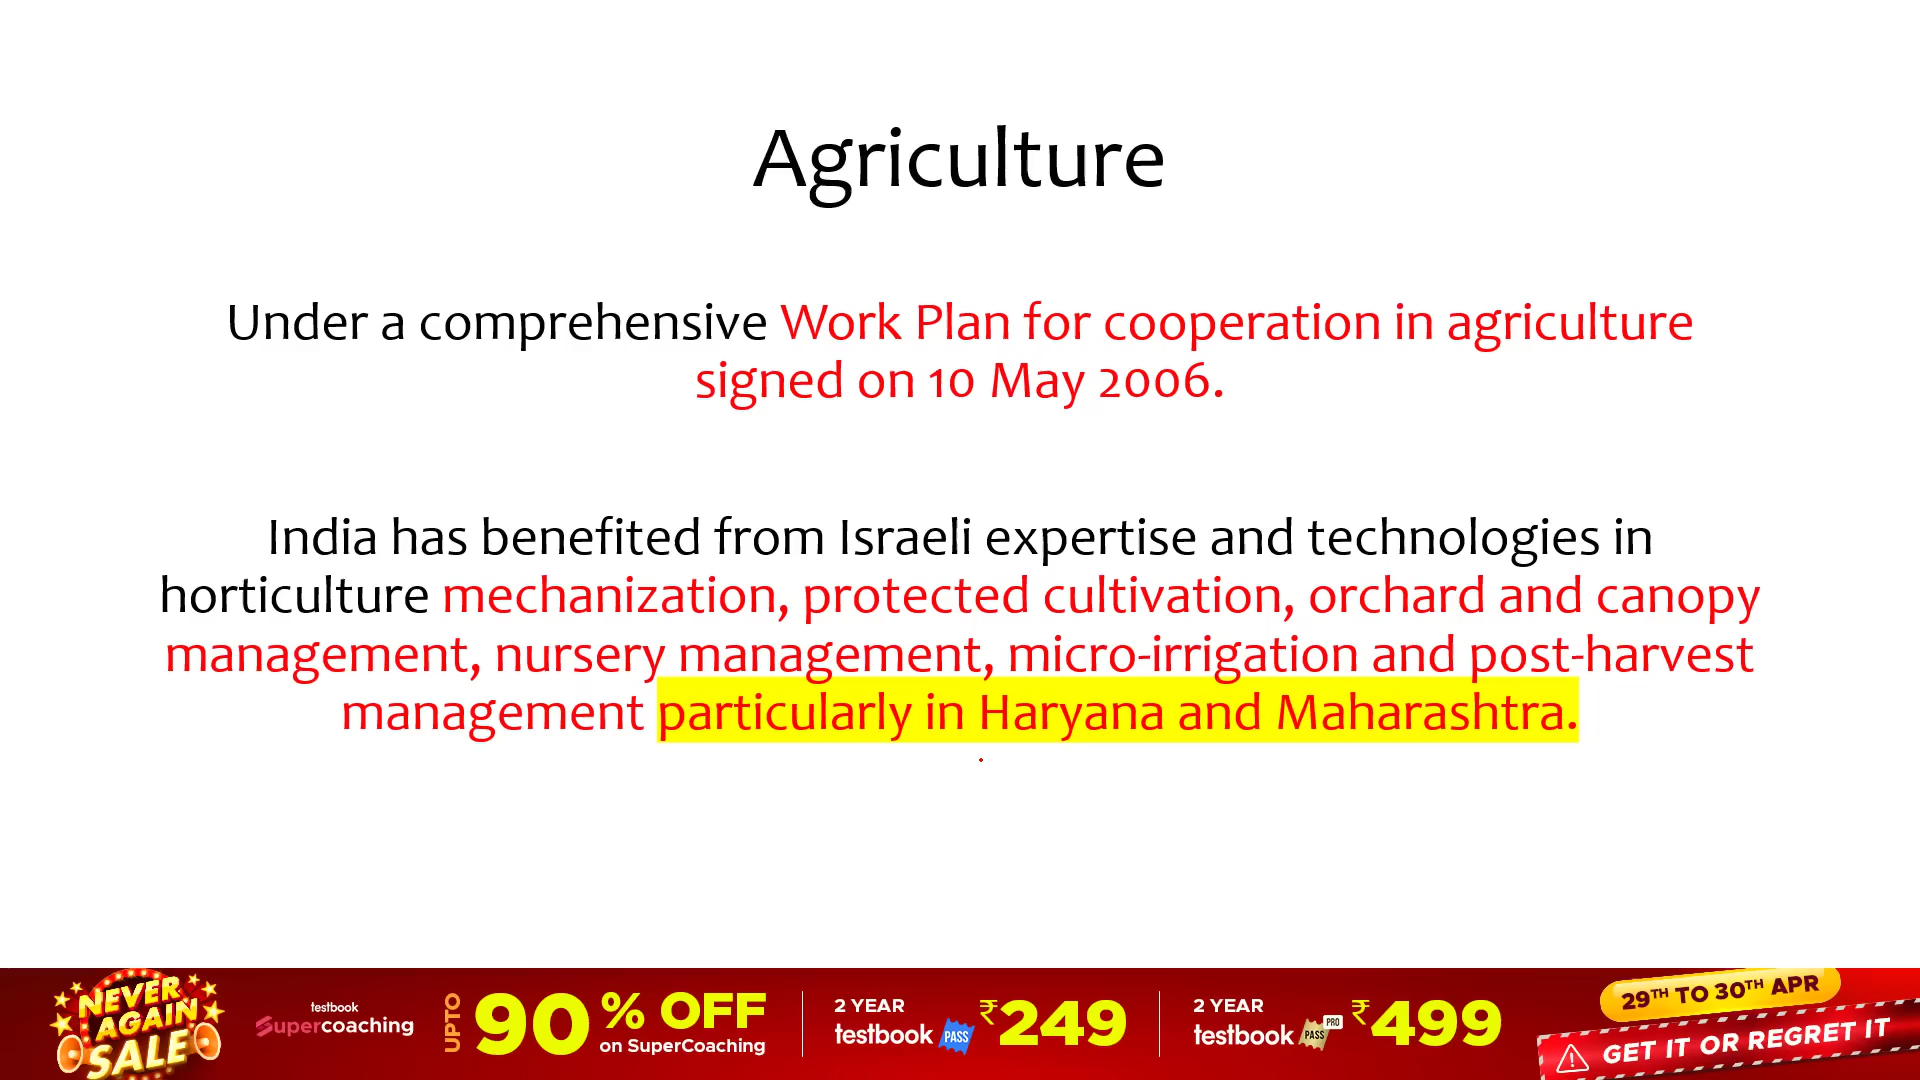 Agriculture
Under a comprehensive Work Plan for cooperation in agriculture
signed on 10 May 2006.
India has benefited from Israeli expertise and technologies in
horticulture mechanization, protected cultivation, orchard and canopy
management, nursery management, micro-irrigation and post-harvest
management particularly in Haryana and Maharashtra.
NEVER
AGAIN
SALE
testbook
Supercoaching
UPTO
90% OFF
on SuperCoaching
2 YEAR
testbook PASS
₹249
2 YEAR
testbook PASS PRO
₹499
29TH TO 30TH APR
GET IT OR REGRET IT